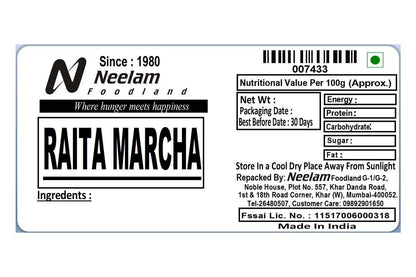 Since : 1980
Neelam
Foodland
Where hunger meets happiness
RAITA MARCHA
Ingredients :
007433
Nutritional Value Per 100g (Approx.)
Net Wt :
Packaging Date :
Best Before Date : 30 Days
Energy :
Protein :
Carbohydrate:
Sugar :
Fat :
Store In a Cool Dry Place Away From Sunlight
Repacked By: Neelam Foodland G-1/G-2,
Noble House, Plot No. 557, Khar Danda Road,
1st & 18th Road Corner, Khar (W), Mumbai-400052.
Tel-26480507, Customer Care: 09892901650
Fssai Lic. No. : 11517006000318
Made In India